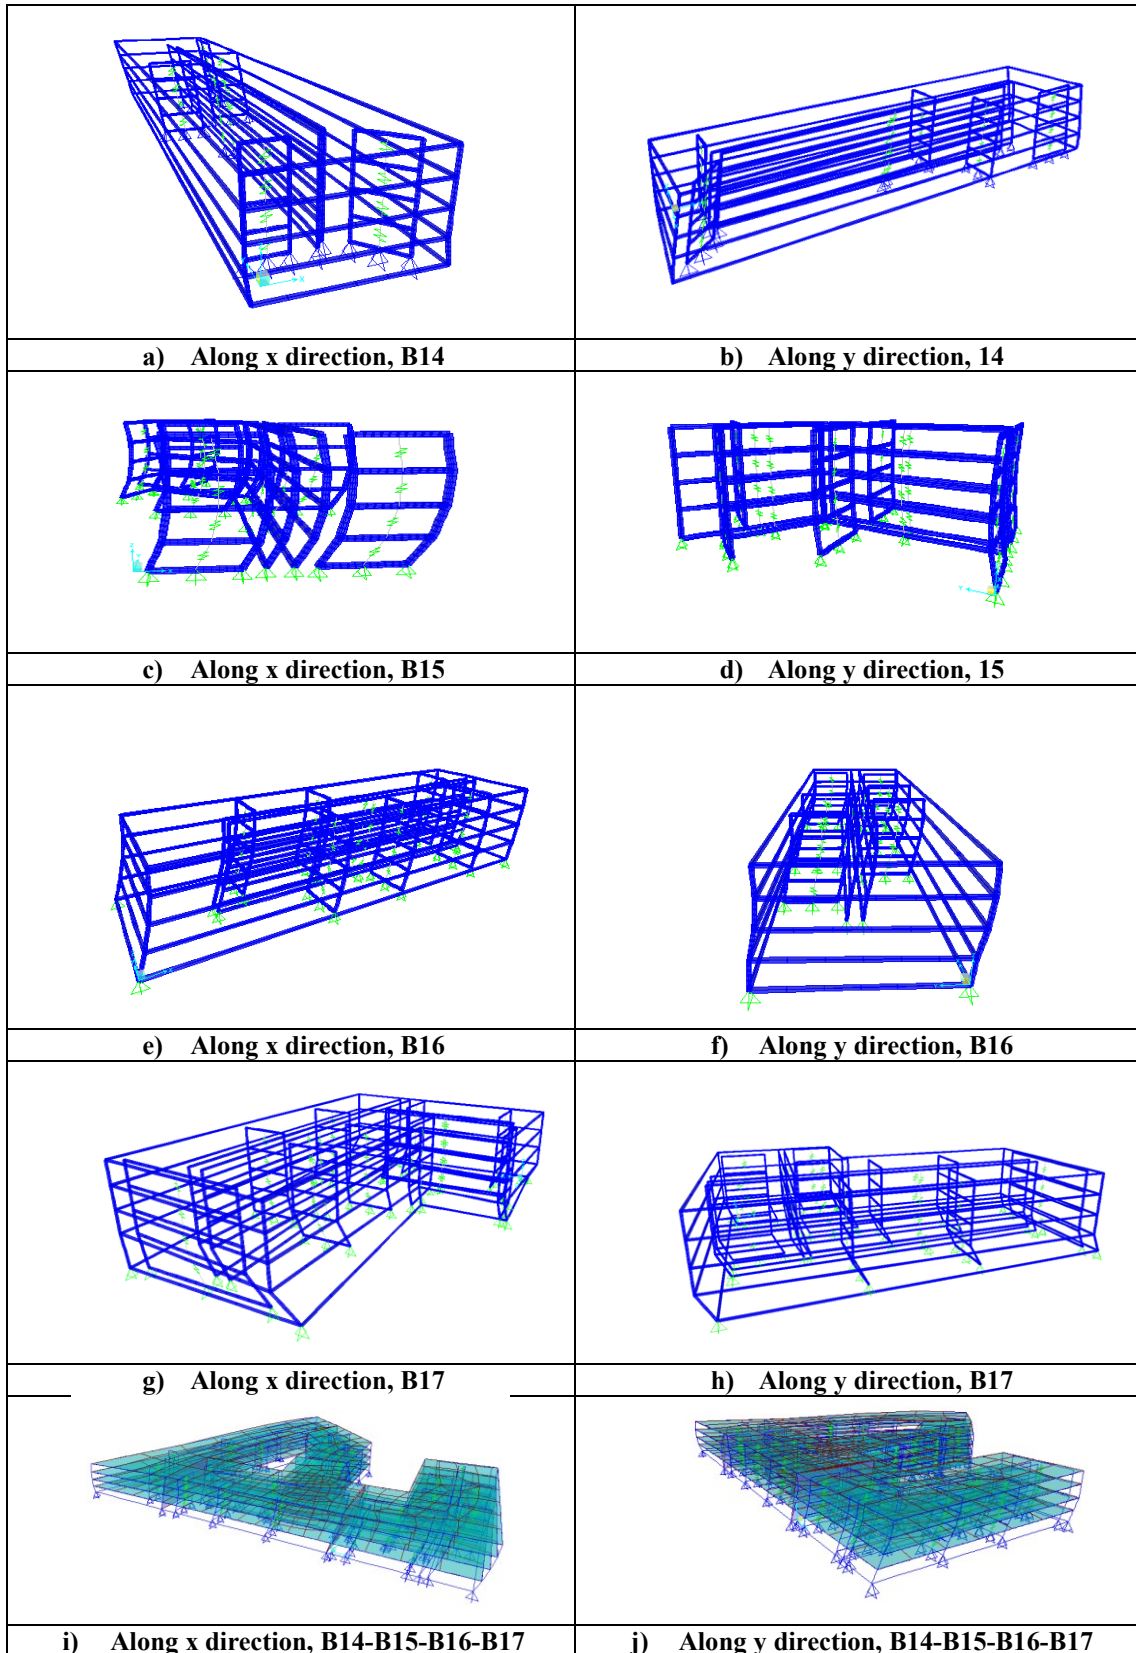 a) Along x direction, B14
b) Along y direction, 14
c) Along x direction, B15
d) Along y direction, 15
e) Along x direction, B16
f) Along y direction, B16
g) Along x direction, B17
h) Along y direction, B17
i) Along x direction, B14-B15-B16-B17
j) Along y direction, B14-B15-B16-B17